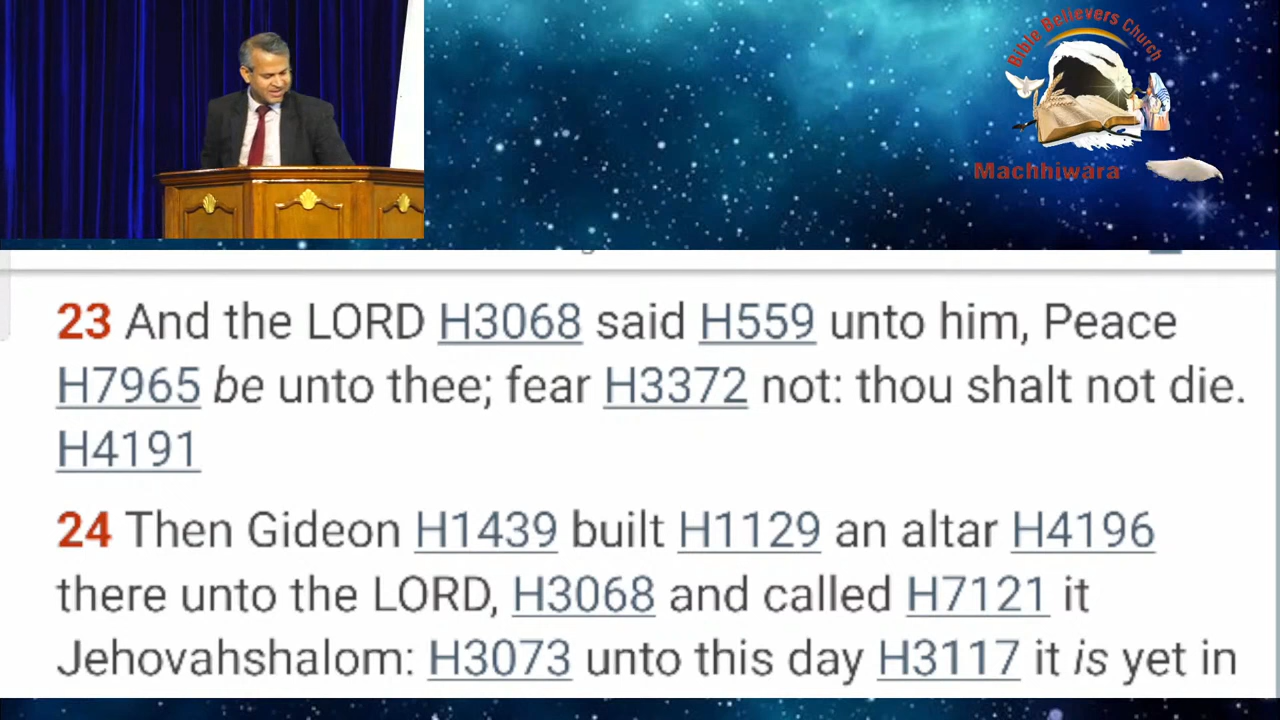 Bible Believers Church
Machhiwara
23 And the LORD H3068 said H559 unto him, Peace
H7965 be unto thee; fear H3372 not: thou shalt not die.
H4191
24 Then Gideon H1439 built H1129 an altar H4196
there unto the LORD, H3068 and called H7121 it
Jehovahshalom: H3073 unto this day H3117 it is yet in